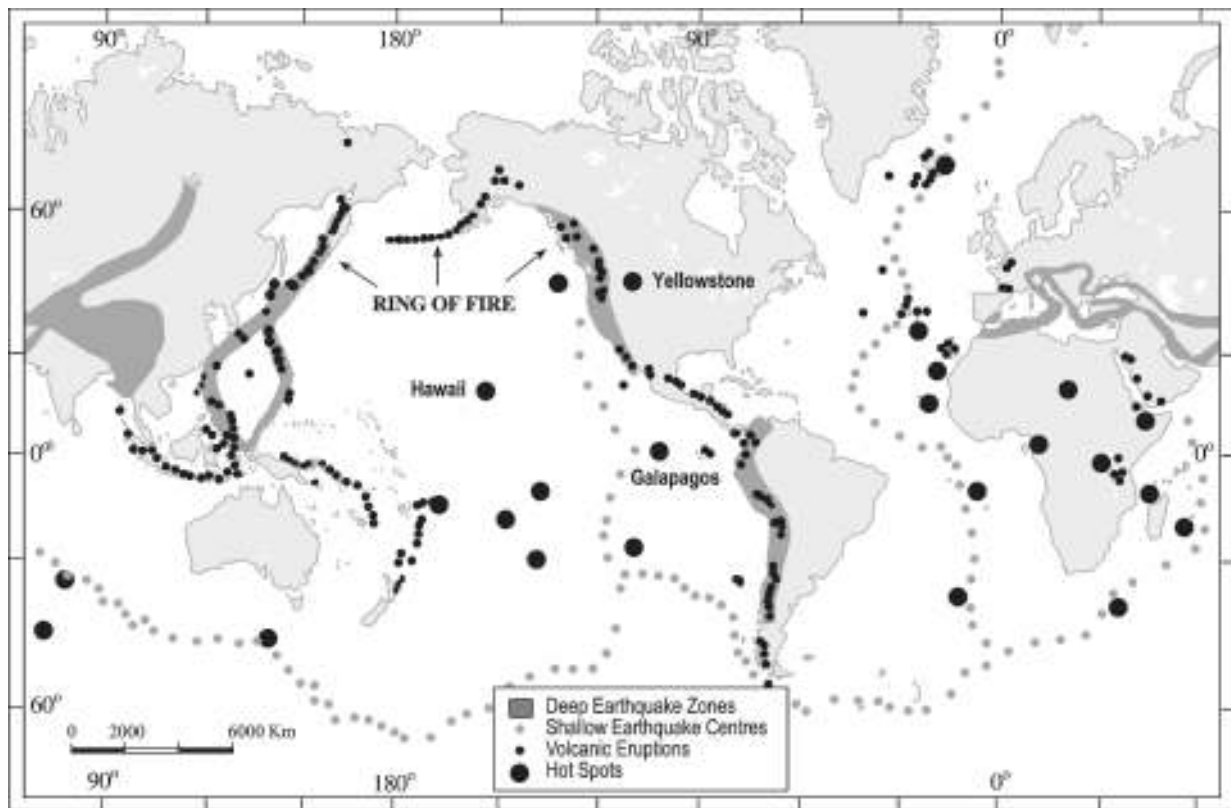 90° 180° 90° 0°
60°
Yellowstone
RING OF FIRE
Hawaii
0° 0°
Galapagos
60°
Deep Earthquake Zones
Shallow Earthquake Centres
Volcanic Eruptions
Hot Spots
0 2000 6000 Km
90° 180° 0°